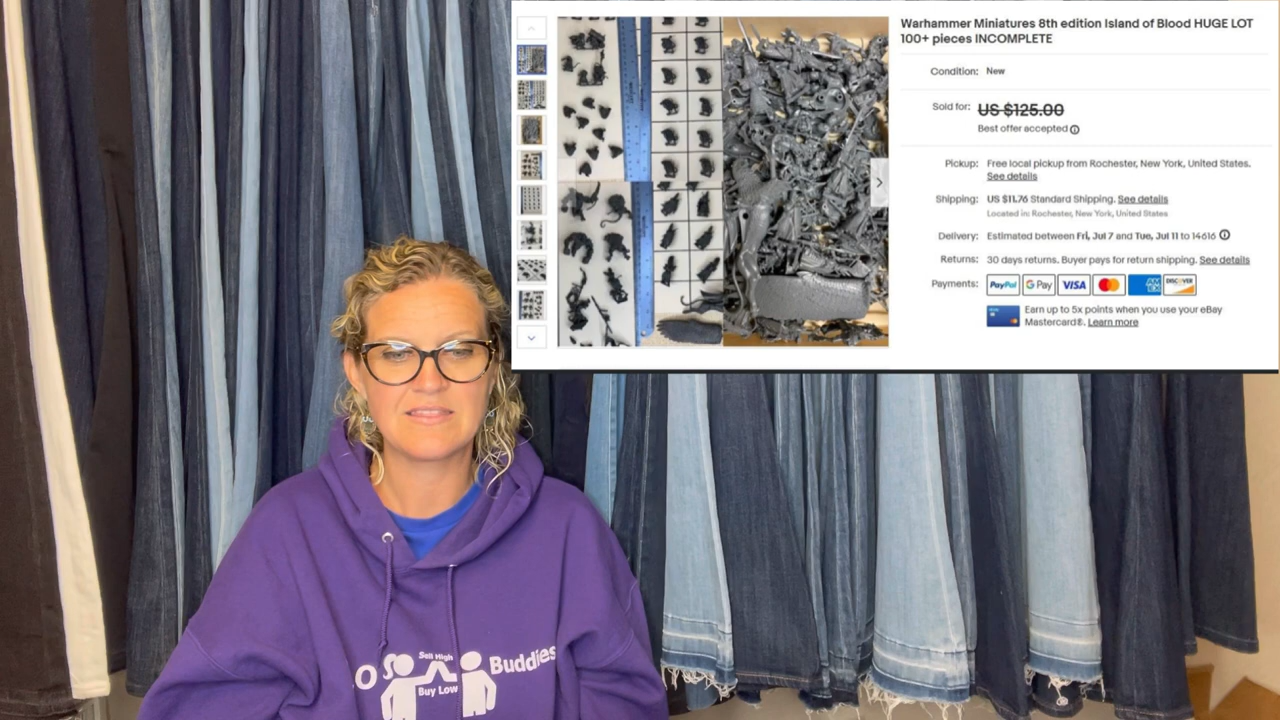 Warhammer Miniatures 8th edition Island of Blood HUGE LOT
100+ pieces INCOMPLETE
Condition: New
Sold for: US $125.00
Best offer accepted
Pickup: Free local pickup from Rochester, New York, United States.
See details
Shipping: US $11.76 Standard Shipping. See details
Located in: Rochester, New York, United States
Delivery: Estimated between Fri, Jul 7 and Tue, Jul 11 to 14616
Returns: 30 days returns. Buyer pays for return shipping. See details
Payments: PayPal G Pay VISA AM EX DISCOVER
Earn up to 5x points when you use your eBay
Mastercard®. Learn more
Sell High
Buddies
Buy Low